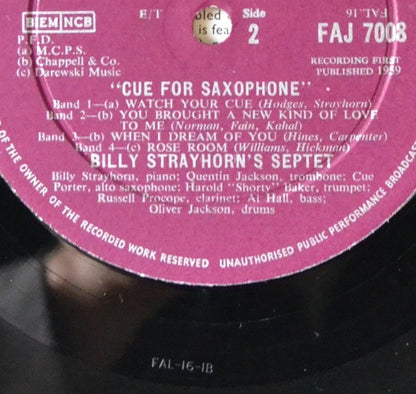 BIEM NCB
E/T
Side
2
FAL.16.
FAJ 7008
P.F.D.
(a) M.C.P.S.
(b) Chappell & Co.
(c) Darewski Music
is fea
RECORDING FIRST
PUBLISHED 1959
"CUE FOR SAXOPHONE"
Band 1—(a) WATCH YOUR CUE (Hodges, Strayhorn)
Band 2—(b) YOU BROUGHT A NEW KIND OF LOVE
TO ME (Norman, Fain, Kahal)
Band 3—(b) WHEN I DREAM OF YOU (Hines, Carpenter)
Band 4—(c) ROSE ROOM (Williams, Hickman)
BILLY STRAYHORN'S SEPTET
Billy Strayhorn, piano; Quentin Jackson, trombone; Cue
Porter, alto saxophone; Harold "Shorty" Baker, trumpet;
Russell Procope, clarinet; Al Hall, bass;
Oliver Jackson, drums
OF THE OWNER OF THE RECORDED WORK RESERVED UNAUTHORISED PUBLIC PERFORMANCE BROADCAS
FAL-16-1B